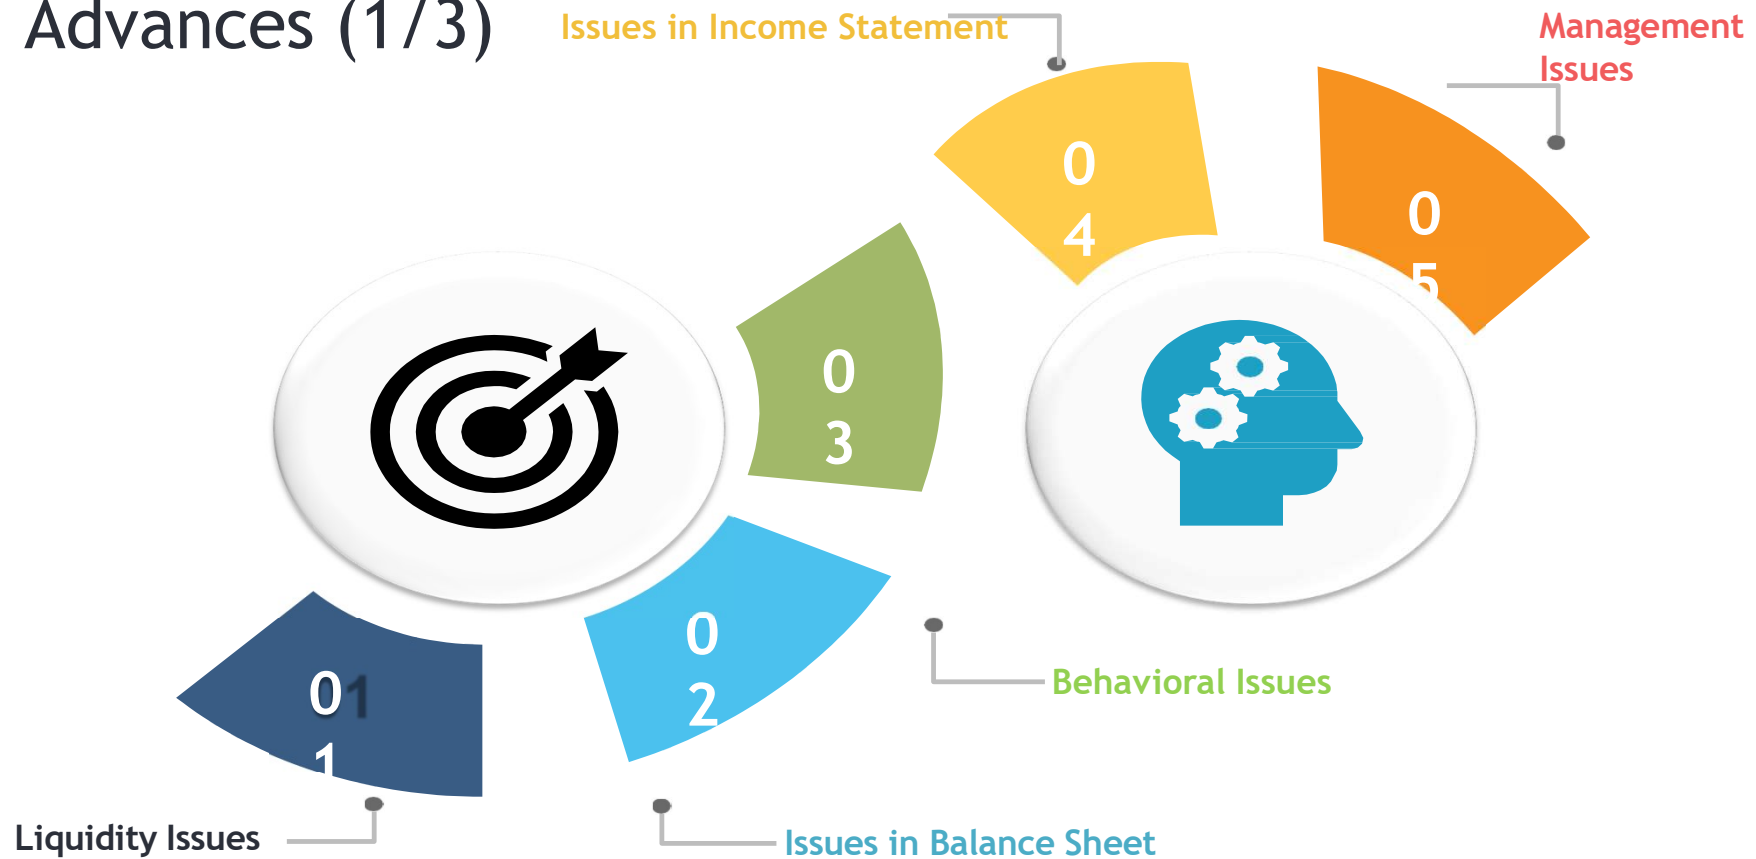 Advances (1/3)
Issues in Income Statement
Management
Issues
0
4
0
5
0
3
0
2
01
1
Behavioral Issues
Liquidity Issues
Issues in Balance Sheet